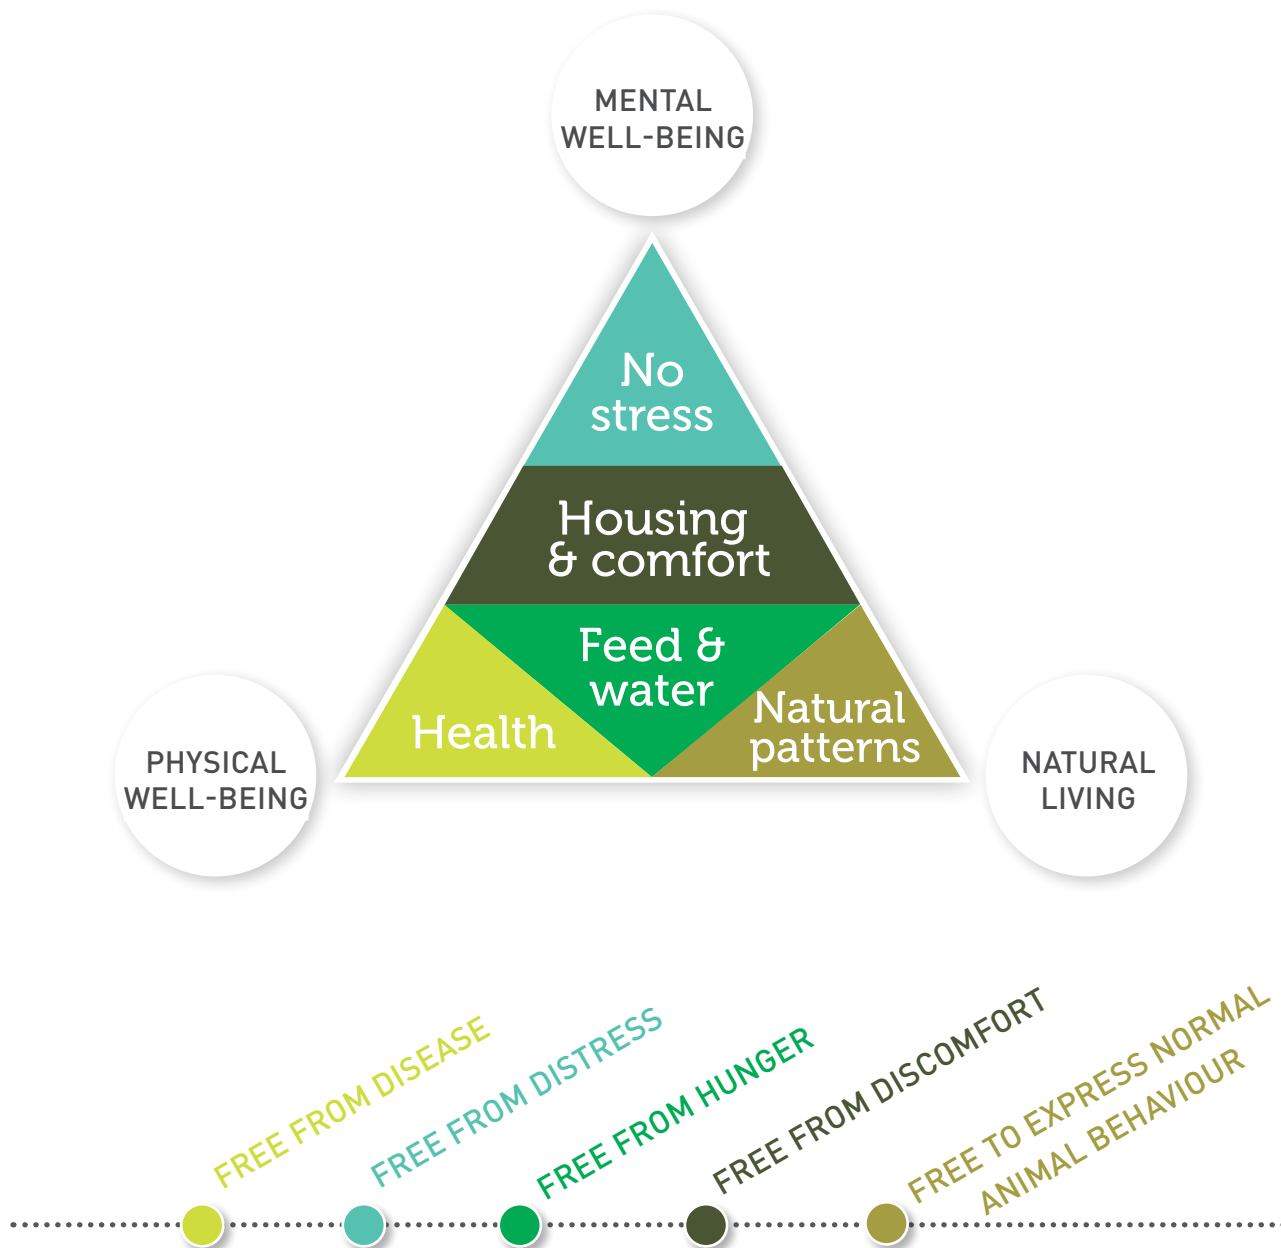 MENTAL
WELL-BEING
No
stress
Housing
& comfort
Feed &
water
Health
Natural
patterns
PHYSICAL
WELL-BEING
NATURAL
LIVING
FREE FROM DISEASE
FREE FROM DISTRESS
FREE FROM HUNGER
FREE FROM DISCOMFORT
FREE TO EXPRESS NORMAL
ANIMAL BEHAVIOUR